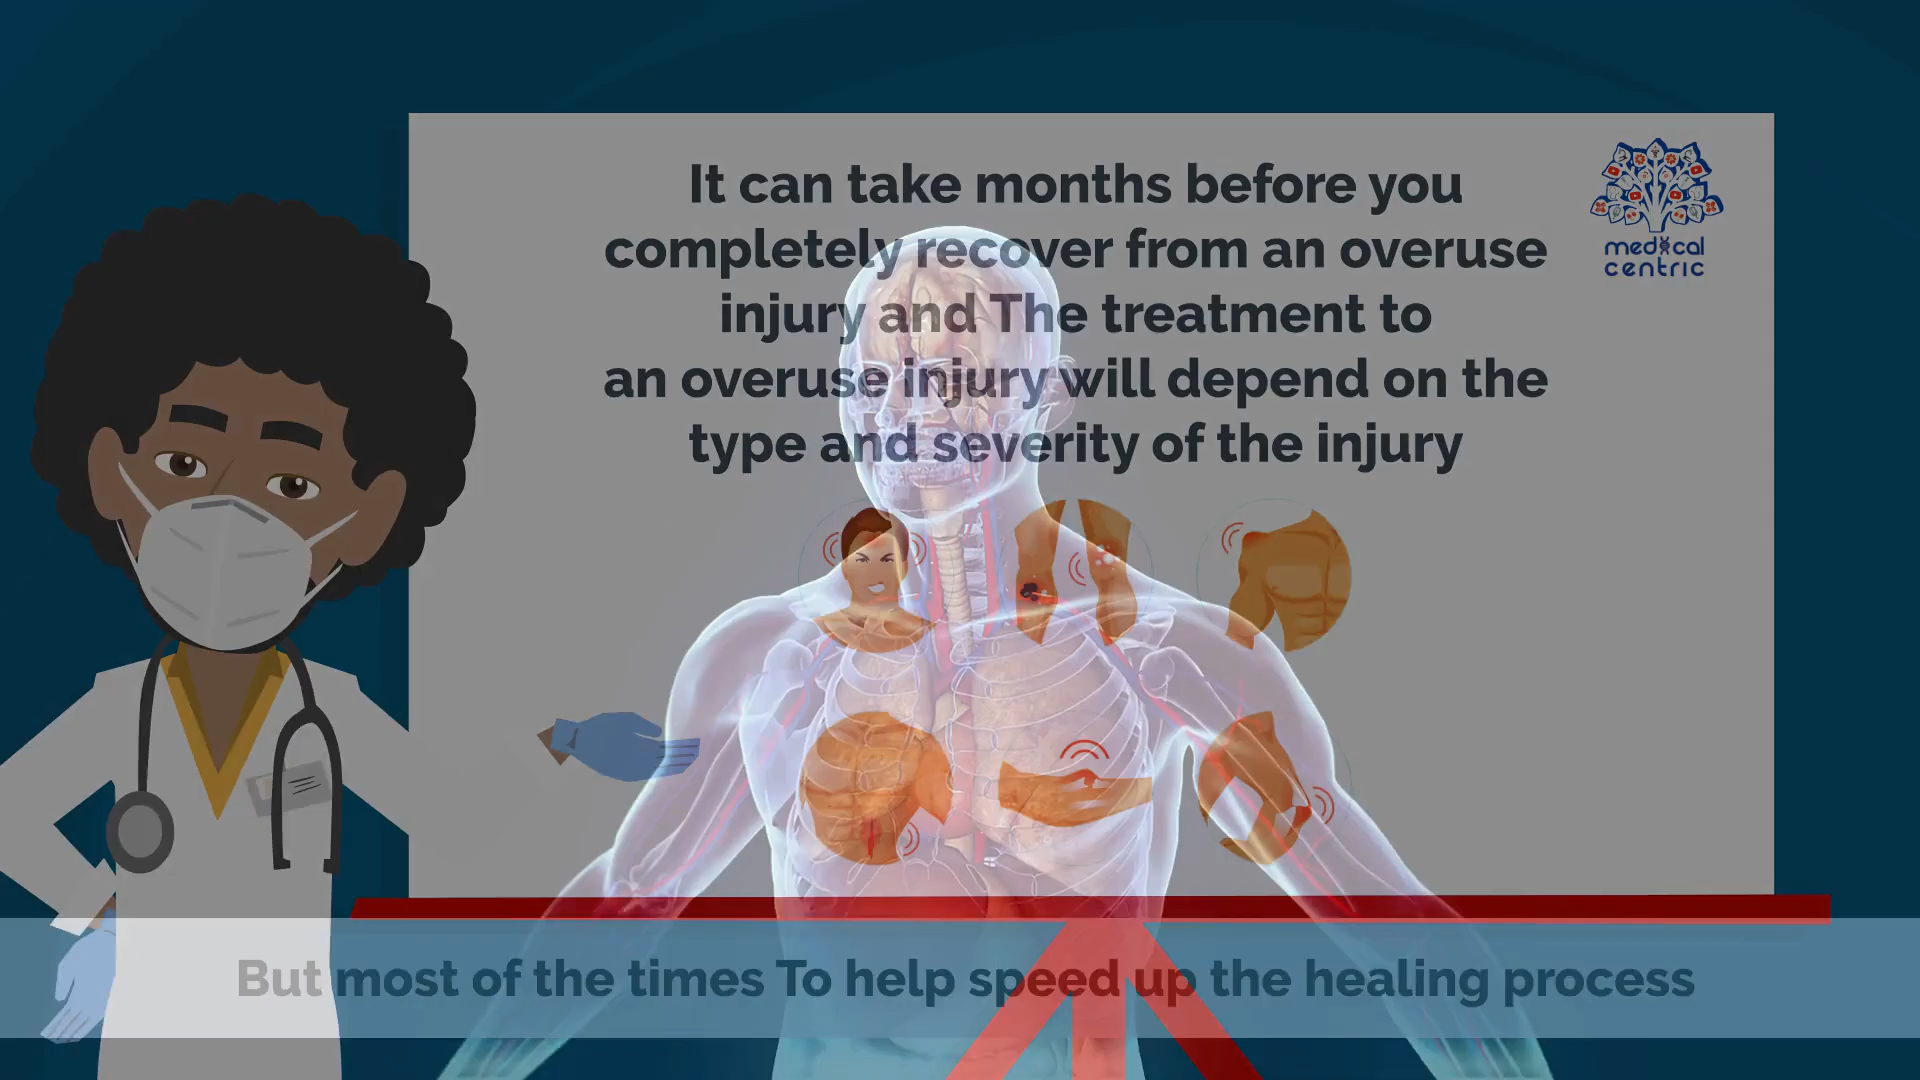 It can take months before you
completely recover from an overuse
injury and The treatment to
an overuse injury will depend on the
type and severity of the injury
medical
centric
But most of the times To help speed up the healing process